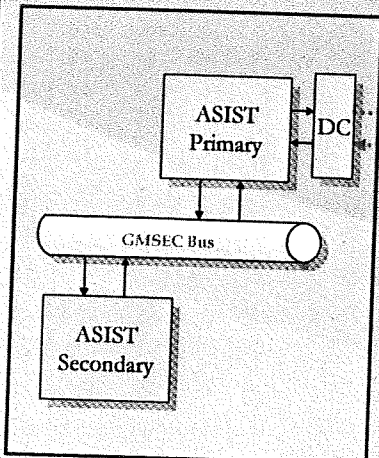 ASIST
Primary
DC
GMSEC Bus
ASIST
Secondary